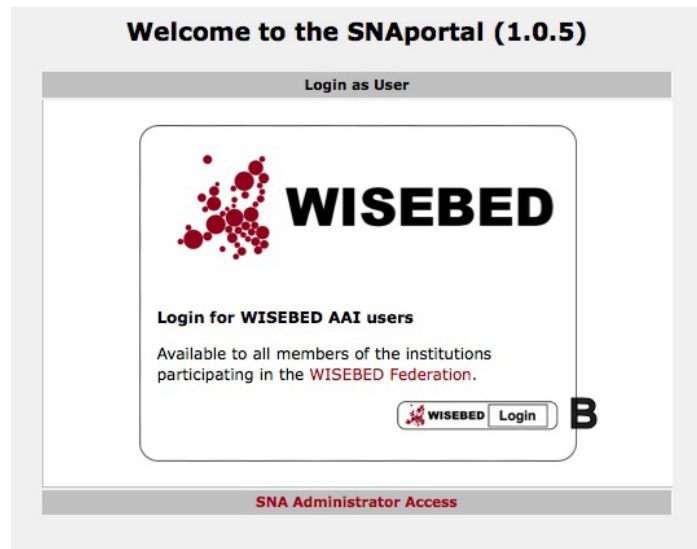 Welcome to the SNAportal (1.0.5)
Login as User
WISEBED
Login for WISEBED AAI users
Available to all members of the institutions
participating in the WISEBED Federation.
WISEBED Login B
SNA Administrator Access